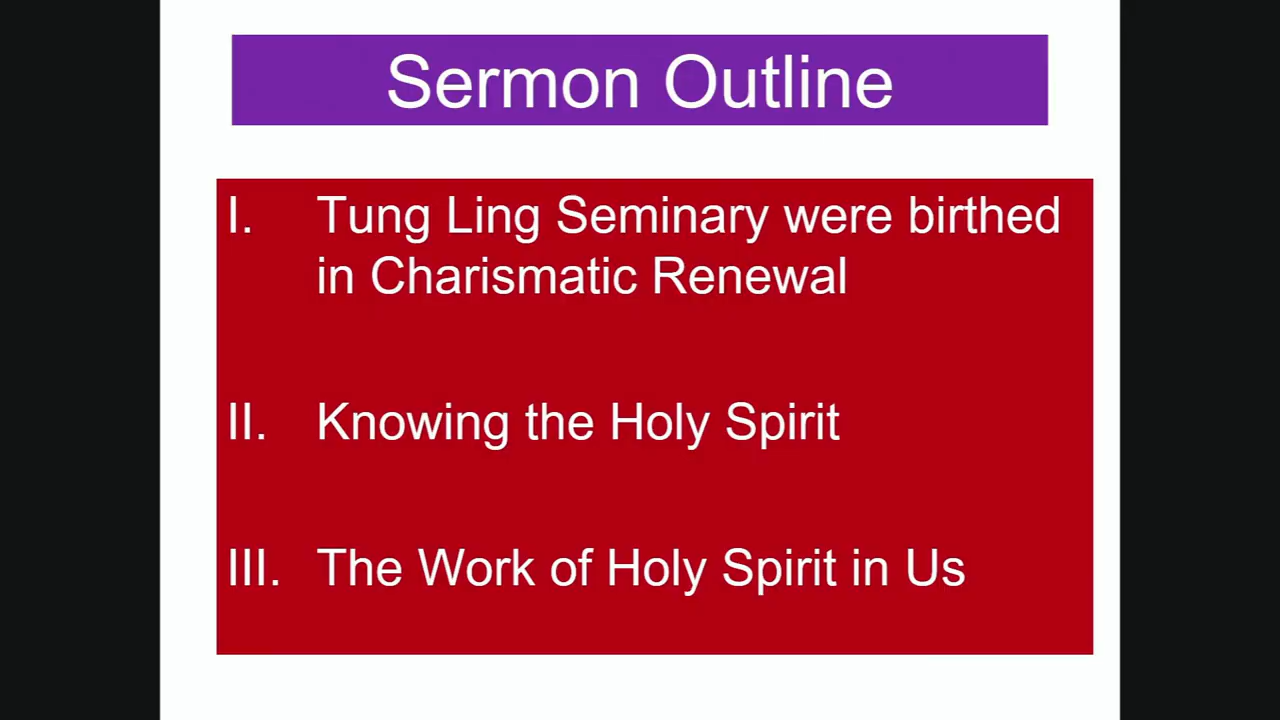 Sermon Outline
I. Tung Ling Seminary were birthed
in Charismatic Renewal
II. Knowing the Holy Spirit
III. The Work of Holy Spirit in Us